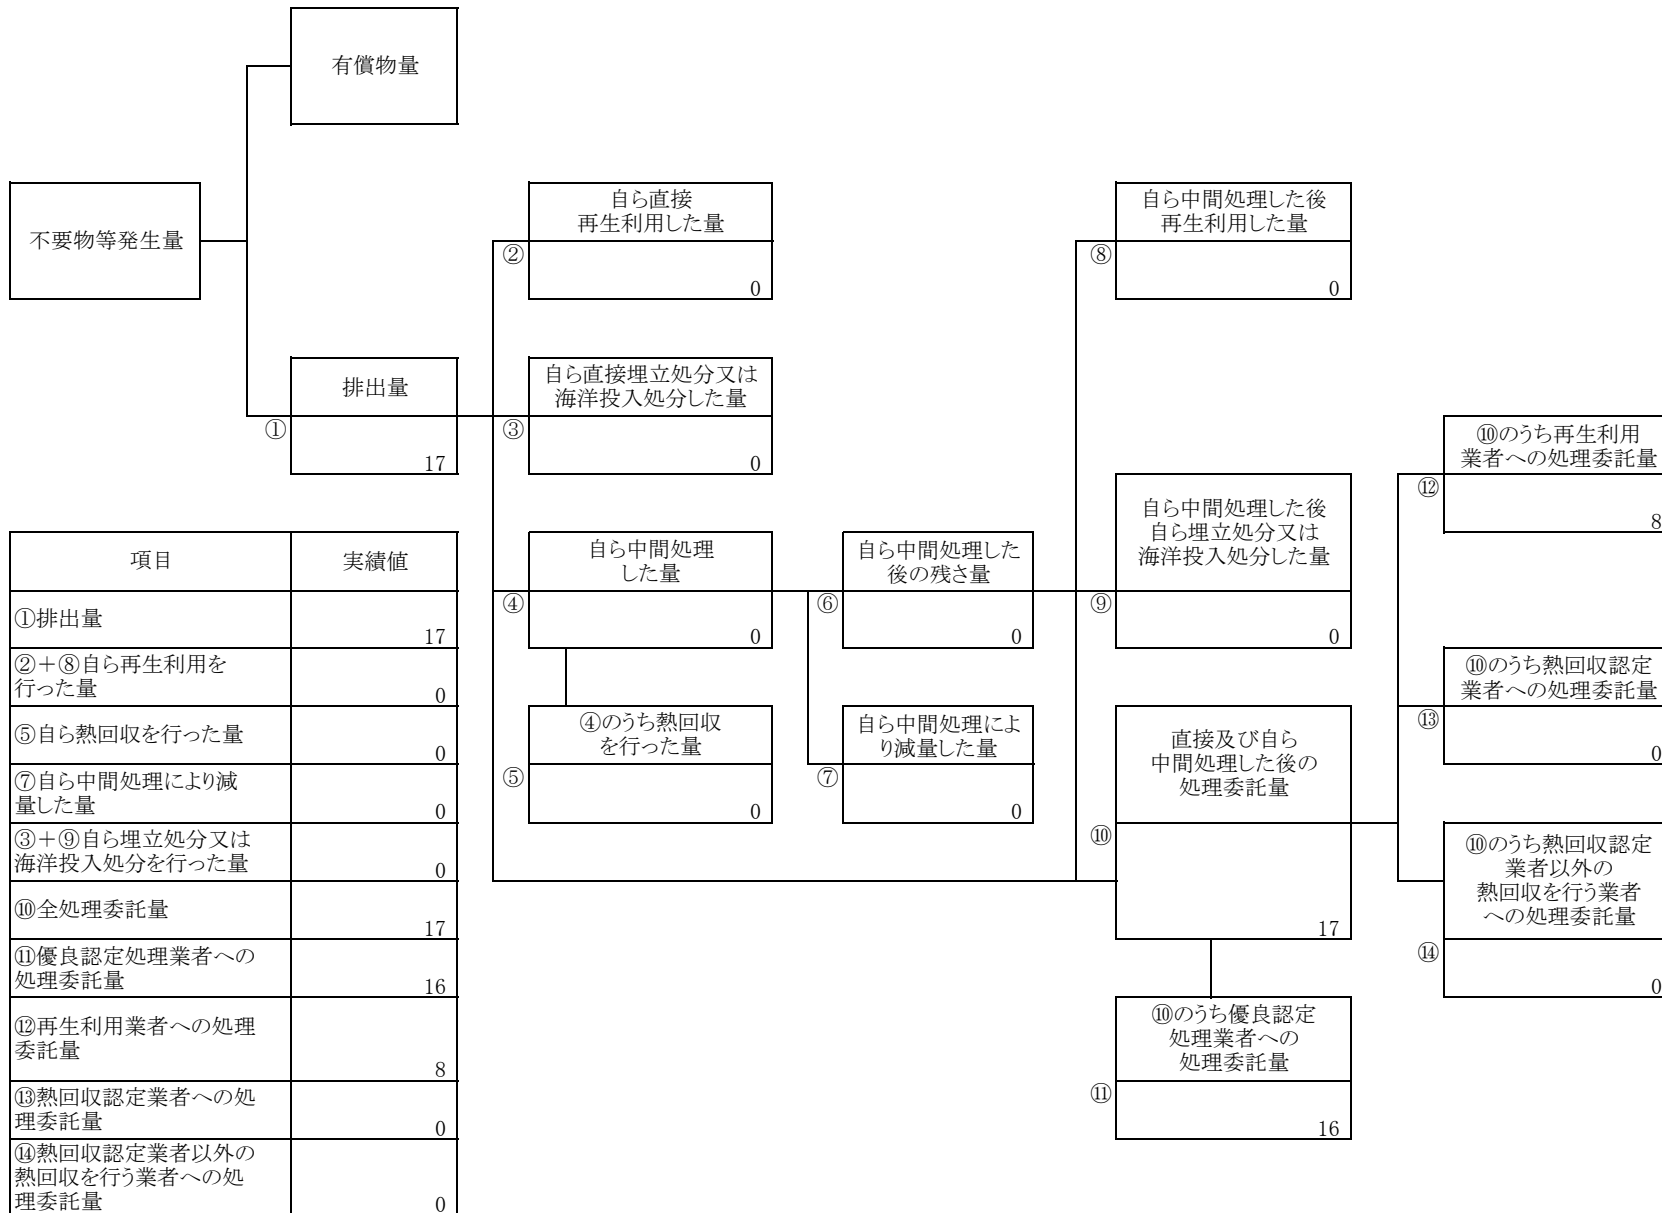 有償物量
不要物等発生量
自ら直接
再生利用した量
②
0
自ら中間処理した後
再生利用した量
⑧
0
排出量
①
17
自ら直接埋立処分又は
海洋投入処分した量
③
0
⑩のうち再生利用
業者への処理委託量
⑫
8
自ら中間処理
した量
④
0
自ら中間処理した
後の残さ量
⑥
0
自ら中間処理した後
自ら埋立処分又は
海洋投入処分した量
⑨
0
⑩のうち熱回収認定
業者への処理委託量
⑬
0
④のうち熱回収
を行った量
⑤
0
自ら中間処理によ
り減量した量
⑦
0
直接及び自ら
中間処理した後の
処理委託量
⑩
17
⑩のうち熱回収認定
業者以外の
熱回収を行う業者
への処理委託量
⑭
0
⑩のうち優良認定
処理業者への
処理委託量
⑪
16
項目 実績値
①排出量
17
②+⑧自ら再生利用を
行った量
0
⑤自ら熱回収を行った量
0
⑦自ら中間処理により減
量した量
0
③+⑨自ら埋立処分又は
海洋投入処分を行った量
0
⑩全処理委託量
17
⑪優良認定処理業者への
処理委託量
16
⑫再生利用業者への処理
委託量
8
⑬熱回収認定業者への処
理委託量
0
⑭熱回収認定業者以外の
熱回収を行う業者への処
理委託量
0